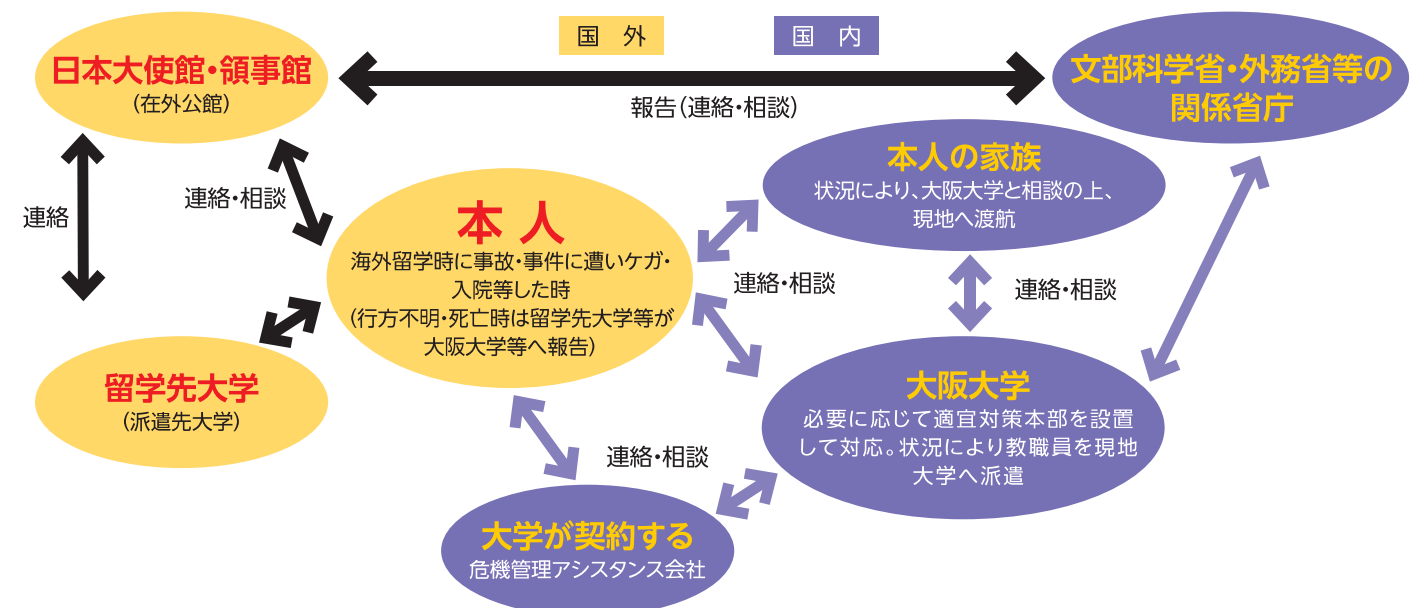 国 外
国 内
日本大使館・領事館
(在外公館)
文部科学省・外務省等の
関係省庁
報告(連絡・相談)
本人の家族
状況により、大阪大学と相談の上、
現地へ渡航
連絡・相談
連絡
本 人
海外留学時に事故・事件に遭いケガ・
入院等した時
(行方不明・死亡時は留学先大学等が
大阪大学等へ報告)
連絡・相談
連絡・相談
留学先大学
(派遣先大学)
大阪大学
必要に応じて適宜対策本部を設置
して対応。状況により教職員を現地
大学へ派遣
連絡・相談
大学が契約する
危機管理アシスタンス会社